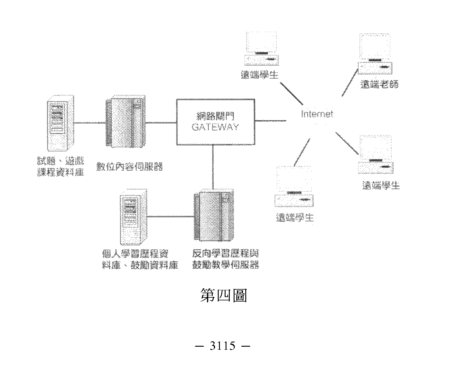 遠端學生
遠端老師
網路閘門
GATEWAY
Internet
試題、遊戲
課程資料庫
數位內容伺服器
遠端學生
遠端學生
個人學習歷程資
料庫、鼓勵資料庫
反向學習歷程與
鼓勵教學伺服器
第四圖
－ 3115 －